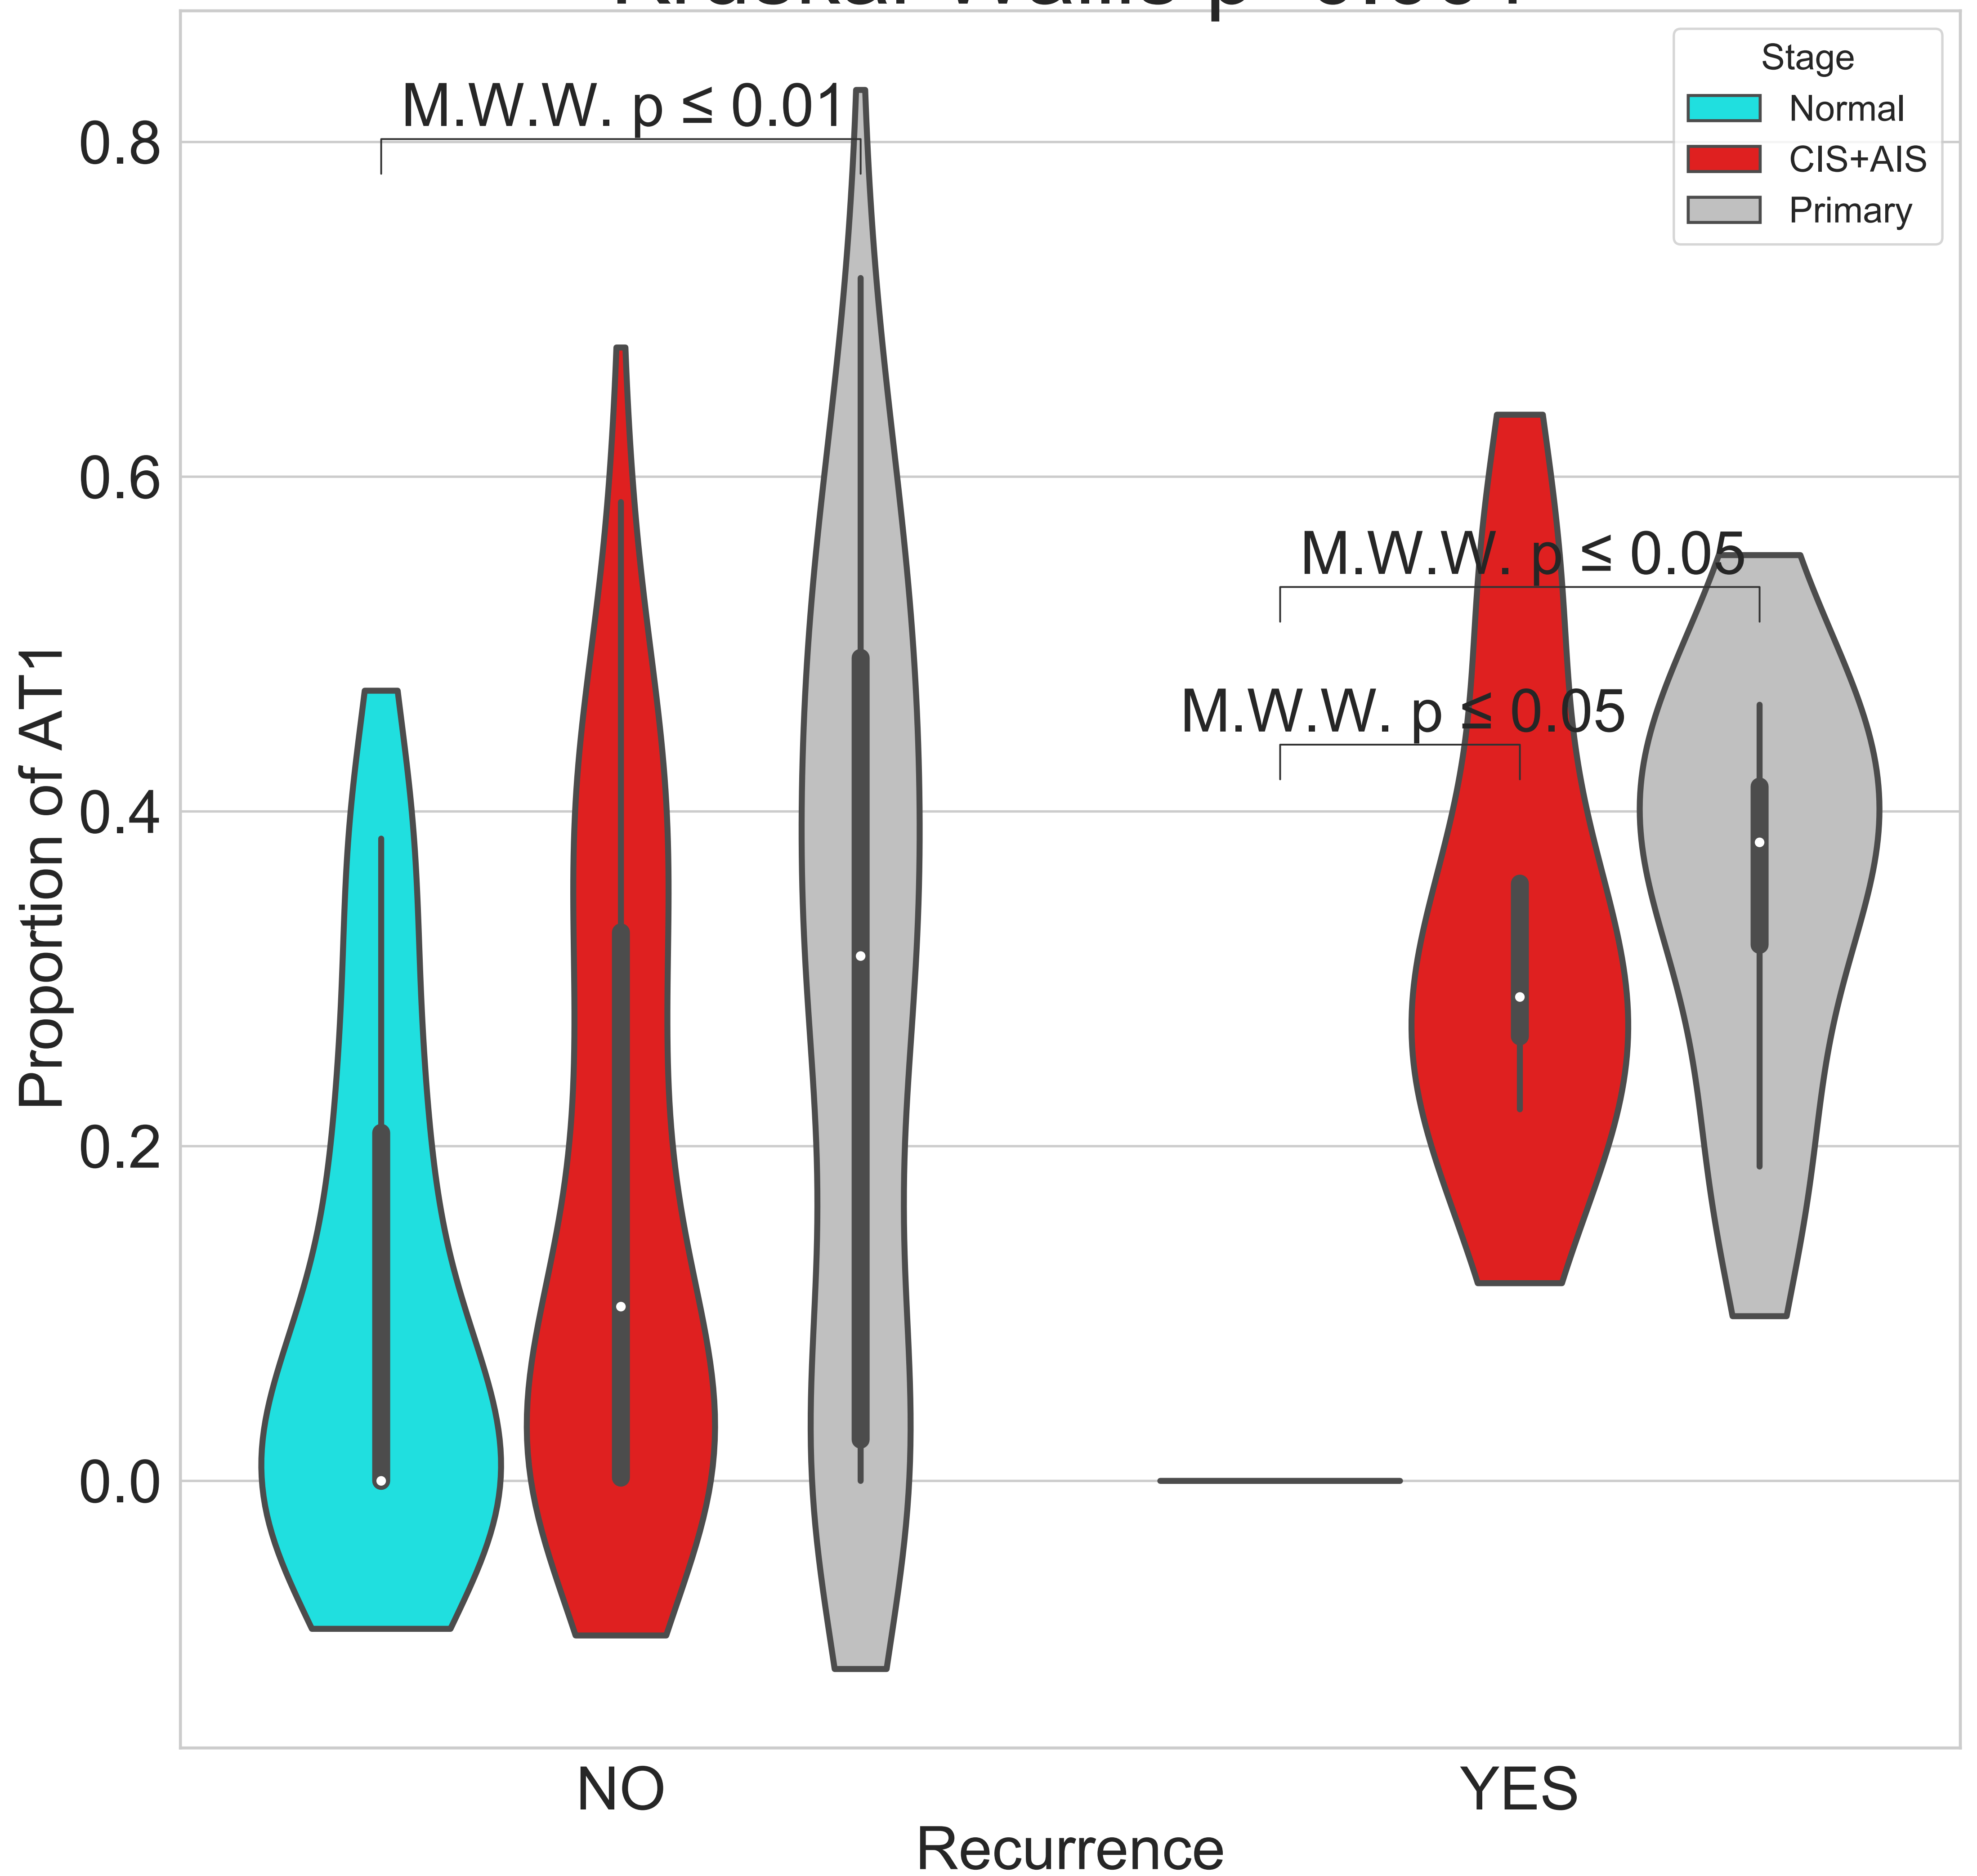 Stage
Normal
CIS+AIS
Primary
M.W.W. p ≤ 0.01
M.W.W. p ≤ 0.05
M.W.W. p ≤ 0.05
Proportion of AT1
0.8
0.6
0.4
0.2
0.0
NO
YES
Recurrence